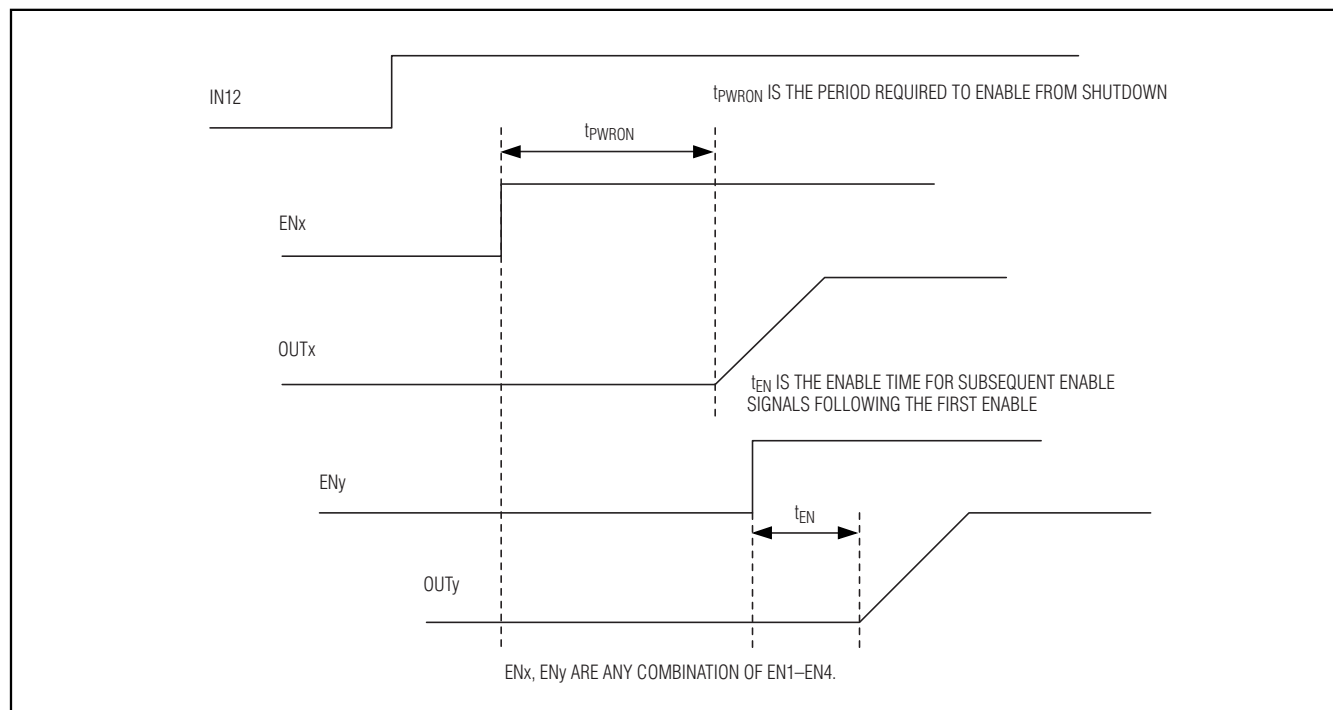 IN12
tPWRON IS THE PERIOD REQUIRED TO ENABLE FROM SHUTDOWN
tPWRON
ENx
OUTx
tEN IS THE ENABLE TIME FOR SUBSEQUENT ENABLE
SIGNALS FOLLOWING THE FIRST ENABLE
ENy
tEN
OUTy
ENx, ENy ARE ANY COMBINATION OF EN1–EN4.